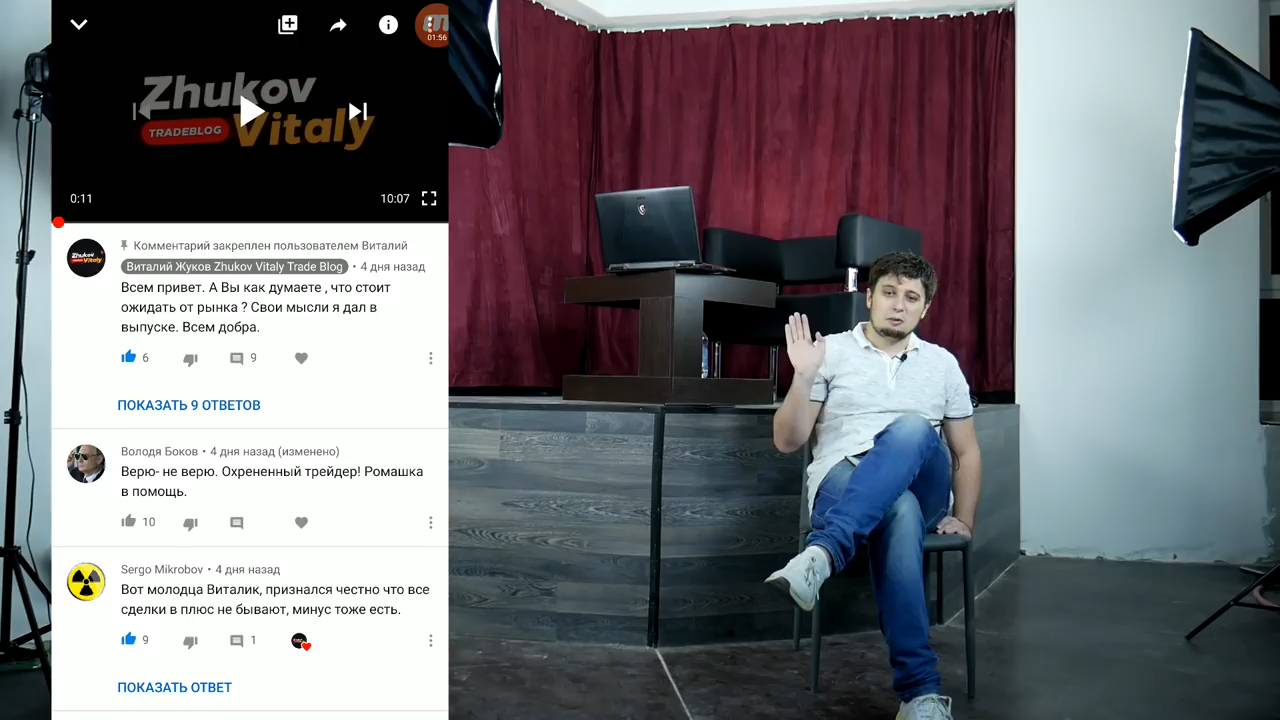 01:56
Zhukov
TRADEBLOG
Vitaly
0:11
10:07
Комментарий закреплен пользователем Виталий
Виталий Жуков Zhukov Vitaly Trade Blog • 4 дня назад
Всем привет. А Вы как думаете , что стоит
ожидать от рынка ? Свои мысли я дал в
выпуске. Всем добра.
6
9
ПОКАЗАТЬ 9 ОТВЕТОВ
Володя Боков • 4 дня назад (изменено)
Верю- не верю. Охрененный трейдер! Ромашка
в помощь.
10
Sergo Mikrobov • 4 дня назад
Вот молодца Виталик, признался честно что все
сделки в плюс не бывают, минус тоже есть.
9
1
ПОКАЗАТЬ ОТВЕТ